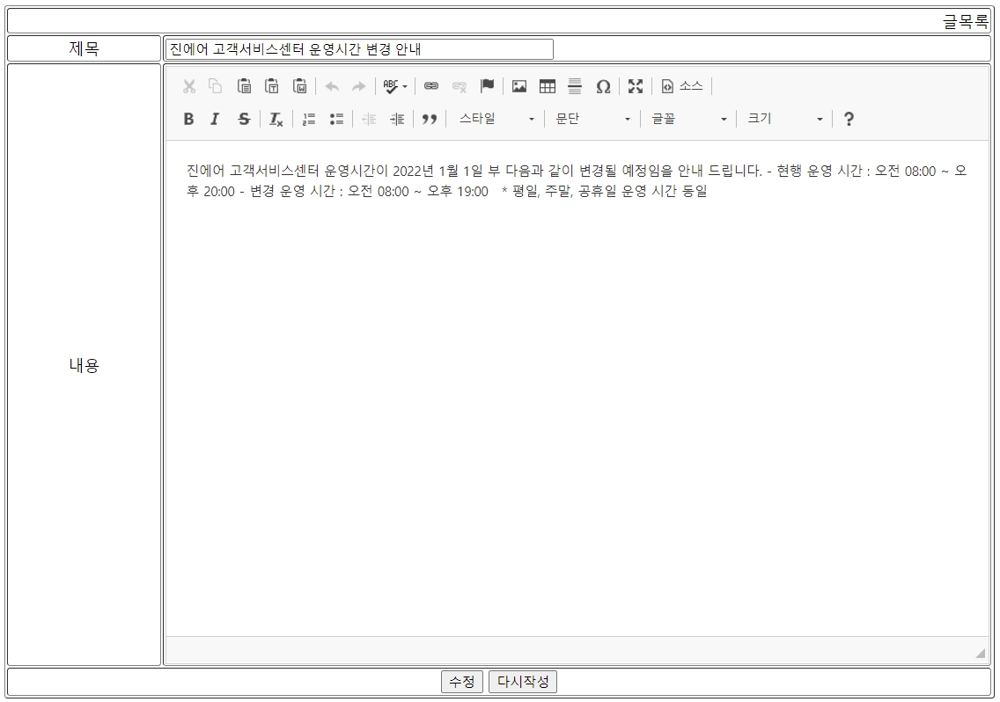 글목록
제목 진에어 고객서비스센터 운영시간 변경 안내
ABC Ω 소스
B I S Ix 스타일 문단 글꼴 크기 ?
내용
진에어 고객서비스센터 운영시간이 2022년 1월 1일 부 다음과 같이 변경될 예정임을 안내 드립니다. - 현행 운영 시간 : 오전 08:00 ~ 오
후 20:00 - 변경 운영 시간 : 오전 08:00 ~ 오후 19:00 * 평일, 주말, 공휴일 운영 시간 동일
수정 다시작성